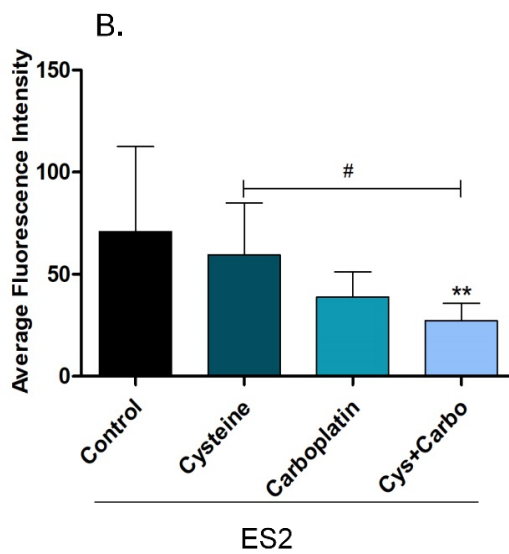 B.
Average Fluorescence Intensity
150
100
50
0
#
**
Control
Cysteine
Carboplatin
Cys+Carbo
ES2